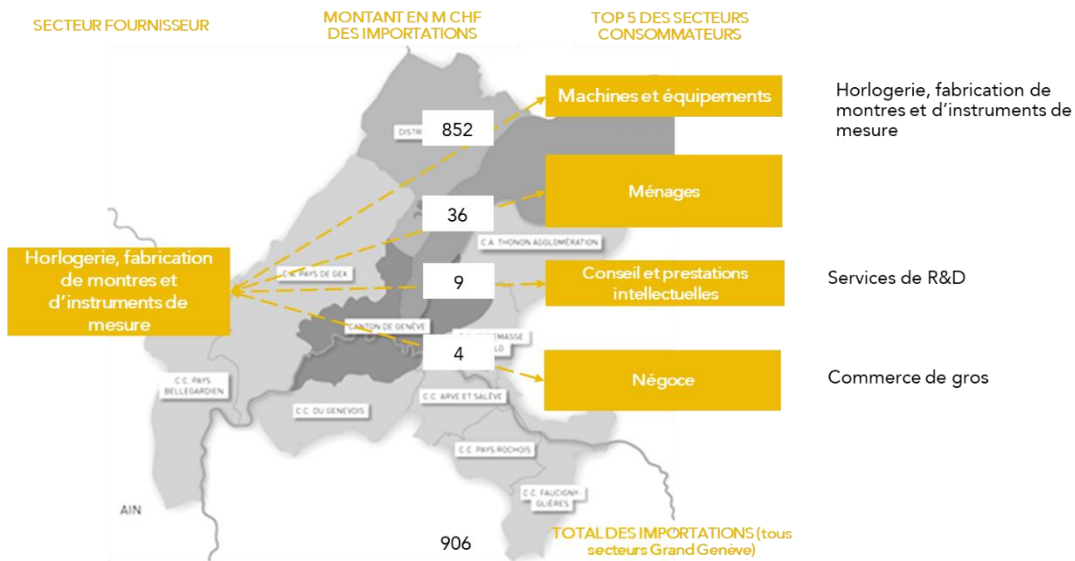 SECTEUR FOURNISSEUR
MONTANT EN M CHF
DES IMPORTATIONS
TOP 5 DES SECTEURS
CONSOMMATEURS
Machines et équipements
Horlogerie, fabrication de
montres et d'instruments de
mesure
852
DISTR
Ménages
36
C.A. THONON AGGLOMÉRATION
Horlogerie, fabrication
de montres et
d'instruments de
mesure
C.A. PAYS DE GEX
9
Conseil et prestations
intellectuelles
Services de R&D
CANTON DE GENÈVE
EMASSE
LO
4
Négoce
Commerce de gros
C.C. PAYS
BELLEGARDIEN
C.C. DU GENEVOIS
C.C. ARVE ET SALÈVE
C.C. PAYS ROCHOIS
C.C. FAUCIGNY-
GLIÈRES
AIN
906
TOTAL DES IMPORTATIONS (tous
secteurs Grand Genève)